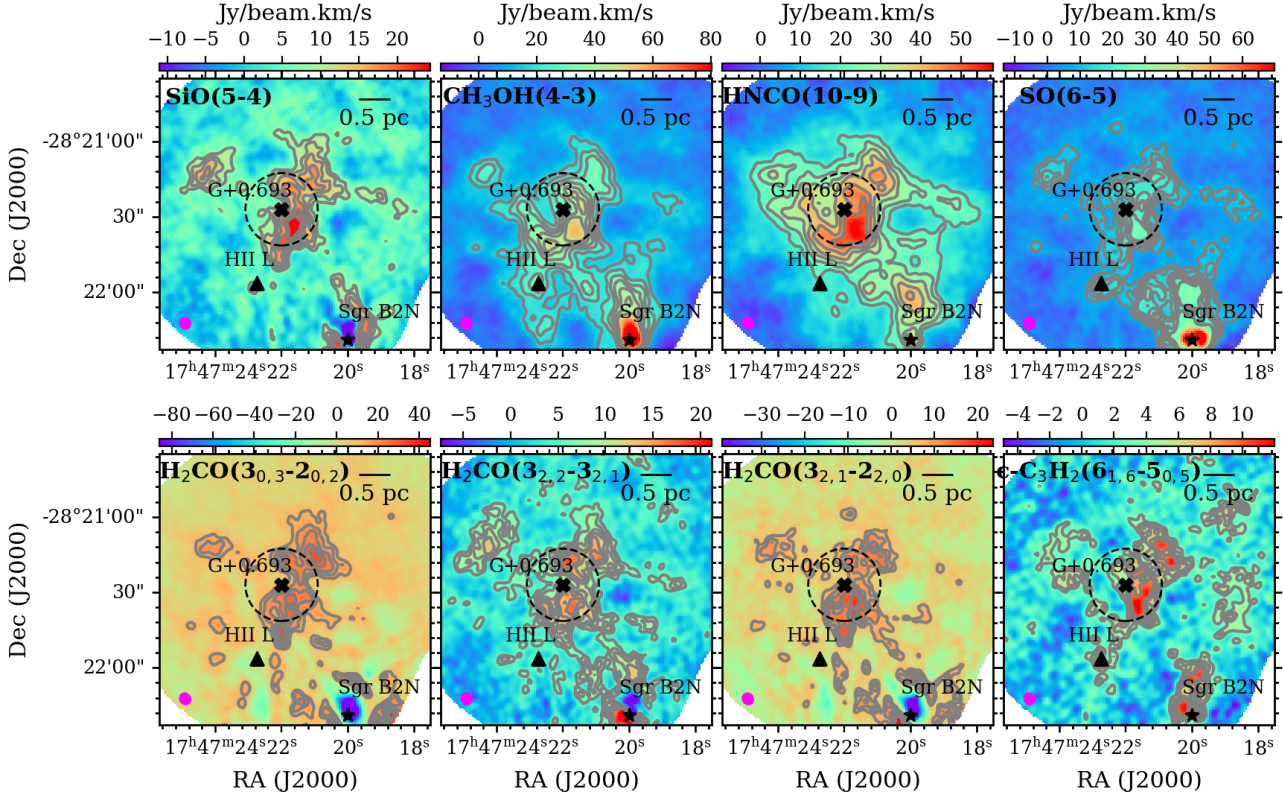 Jy/beam.km/s Jy/beam.km/s Jy/beam.km/s Jy/beam.km/s
−10 −5 0 5 10 15 20 0 20 40 60 80 0 10 20 30 40 50 −10 0 10 20 30 40 50 60
SiO(5-4) CH₃OH(4-3) HNCO(10-9) SO(6-5)
0.5 pc 0.5 pc 0.5 pc 0.5 pc
-28°21'00"
G+0.693 G+0.693 G+0.693 G+0.693
30"
Dec (J2000)
HII L HII L HII L HII L
22'00"
Sgr B2N Sgr B2N Sgr B2N Sgr B2N
17ʰ47ᵐ24ˢ22ˢ 20ˢ 18ˢ 17ʰ47ᵐ24ˢ22ˢ 20ˢ 18ˢ 17ʰ47ᵐ24ˢ22ˢ 20ˢ 18ˢ 17ʰ47ᵐ24ˢ22ˢ 20ˢ 18ˢ
−80 −60 −40 −20 0 20 40 −5 0 5 10 15 20 −30 −20 −10 0 10 20 −4 −2 0 2 4 6 8 10
H₂CO(3₀,₃-2₀,₂) H₂CO(3₂,₂-3₂,₁) H₂CO(3₂,₁-2₂,₀) c-C₃H₂(6₁,₆-5₀,₅)
0.5 pc 0.5 pc 0.5 pc 0.5 pc
-28°21'00"
G+0.693 G+0.693 G+0.693 G+0.693
30"
Dec (J2000)
HII L HII L HII L HII L
22'00"
Sgr B2N Sgr B2N Sgr B2N Sgr B2N
17ʰ47ᵐ24ˢ22ˢ 20ˢ 18ˢ 17ʰ47ᵐ24ˢ22ˢ 20ˢ 18ˢ 17ʰ47ᵐ24ˢ22ˢ 20ˢ 18ˢ 17ʰ47ᵐ24ˢ22ˢ 20ˢ 18ˢ
RA (J2000) RA (J2000) RA (J2000) RA (J2000)